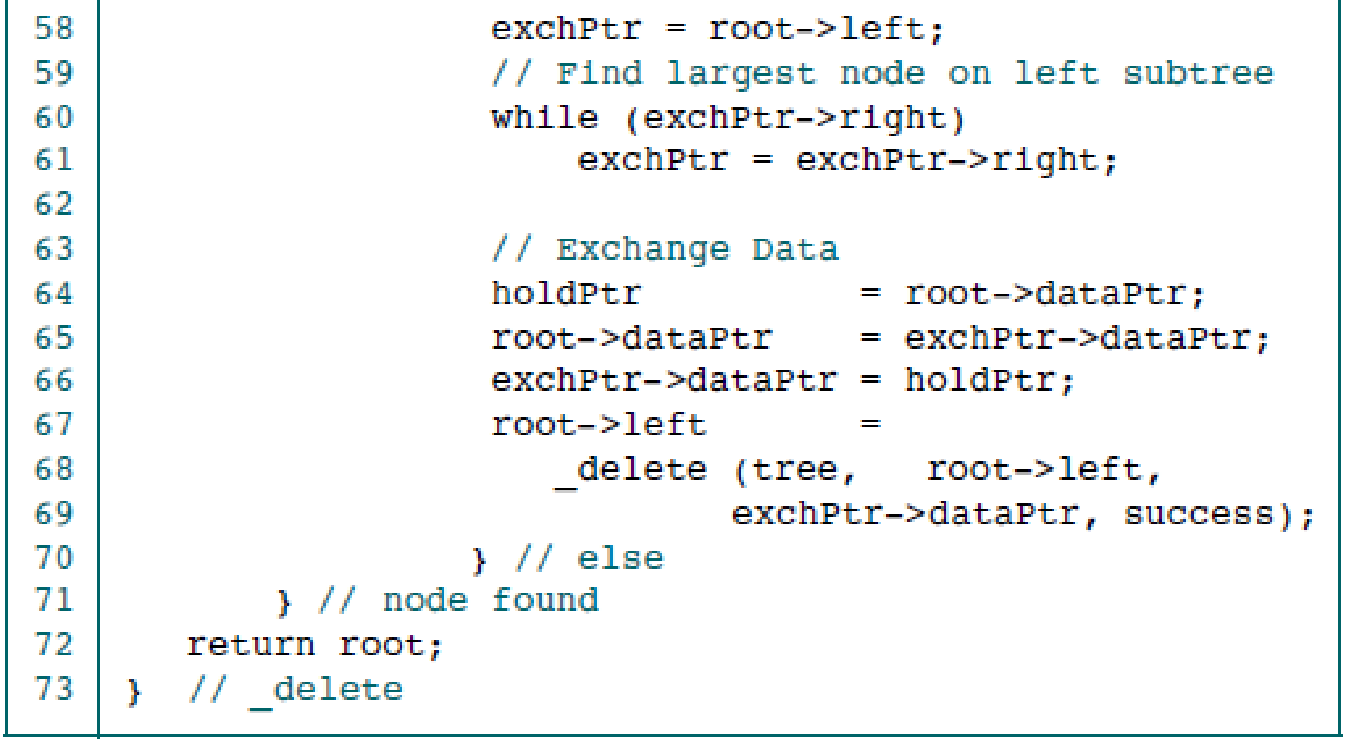 58 exchPtr = root->left;
59 // Find largest node on left subtree
60 while (exchPtr->right)
61 exchPtr = exchPtr->right;
62
63 // Exchange Data
64 holdPtr = root->dataPtr;
65 root->dataPtr = exchPtr->dataPtr;
66 exchPtr->dataPtr = holdPtr;
67 root->left =
68 _delete (tree, root->left,
69 exchPtr->dataPtr, success);
70 } // else
71 } // node found
72 return root;
73 } // _delete